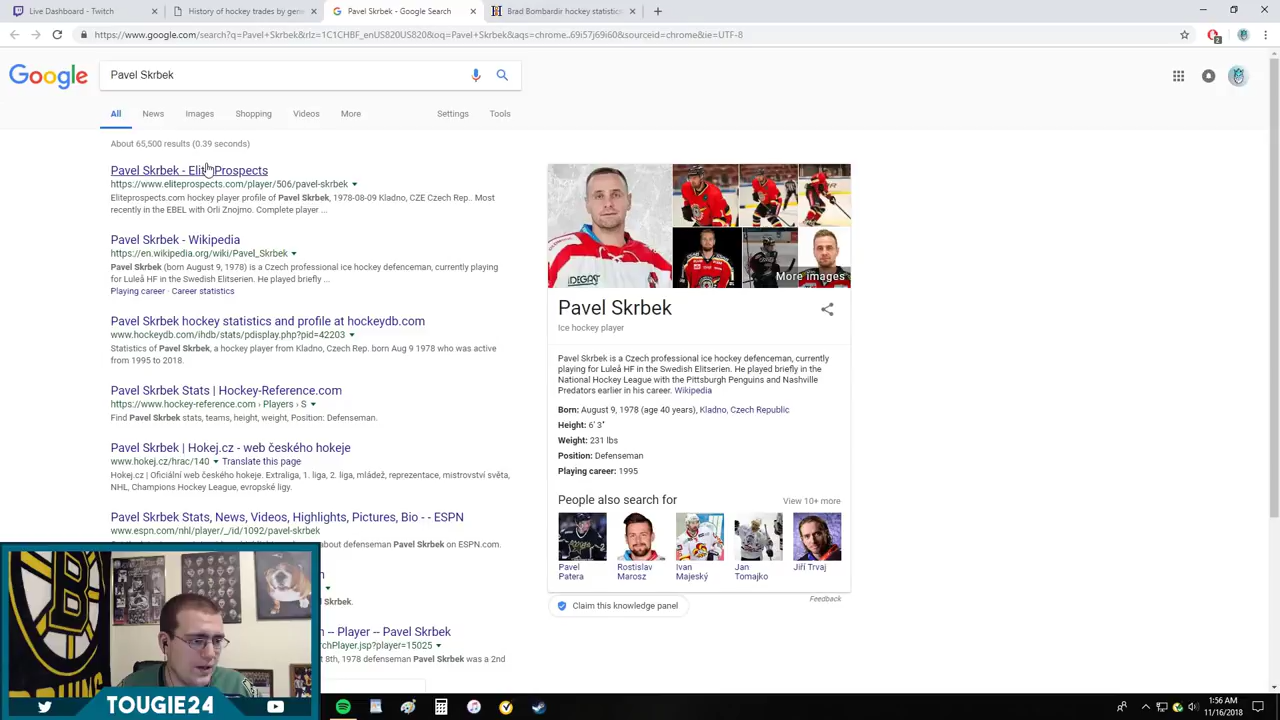 Live Dashboard - Twitch
History of hockey trades by gene
Pavel Skrbek - Google Search
Brad Bombardir hockey statistics
https://www.google.com/search?q=Pavel+Skrbek&rlz=1C1CHBF_enUS820US820&oq=Pavel+Skrbek&aqs=chrome..69i57j69i60&sourceid=chrome&ie=UTF-8
2
Google
Pavel Skrbek
All News Images Shopping Videos More Settings Tools
About 65,500 results (0.39 seconds)
Pavel Skrbek - Elite Prospects
https://www.eliteprospects.com/player/506/pavel-skrbek
Eliteprospects.com hockey player profile of Pavel Skrbek, 1978-08-09 Kladno, CZE Czech Rep.. Most
recently in the EBEL with Orli Znojmo. Complete player ...
Pavel Skrbek - Wikipedia
https://en.wikipedia.org/wiki/Pavel_Skrbek
Pavel Skrbek (born August 9, 1978) is a Czech professional ice hockey defenceman, currently playing
for Luleå HF in the Swedish Elitserien. He played briefly ...
Playing career · Career statistics
Pavel Skrbek hockey statistics and profile at hockeydb.com
www.hockeydb.com/ihdb/stats/pdisplay.php?pid=42203
Statistics of Pavel Skrbek, a hockey player from Kladno, Czech Rep. born Aug 9 1978 who was active
from 1995 to 2018.
Pavel Skrbek Stats | Hockey-Reference.com
https://www.hockey-reference.com › Players › S
Find Pavel Skrbek stats, teams, height, weight, Position: Defenseman.
Pavel Skrbek | Hokej.cz - web českého hokeje
www.hokej.cz/hrac/140 Translate this page
Hokej.cz | Oficiální web českého hokeje. Extraliga, 1. liga, 2. liga, mládež, reprezentace, mistrovství světa,
NHL, Champions Hockey League, evropské ligy.
Pavel Skrbek Stats, News, Videos, Highlights, Pictures, Bio - - ESPN
www.espn.com/nhl/player/_/id/1092/pavel-skrbek
about defenseman Pavel Skrbek on ESPN.com.
Skrbek.
-- Player -- Pavel Skrbek
rchPlayer.jsp?player=15025
8th, 1978 defenseman Pavel Skrbek was a 2nd
More images
Pavel Skrbek
Ice hockey player
Pavel Skrbek is a Czech professional ice hockey defenceman, currently
playing for Luleå HF in the Swedish Elitserien. He played briefly in the
National Hockey League with the Pittsburgh Penguins and Nashville
Predators earlier in his career. Wikipedia
Born: August 9, 1978 (age 40 years), Kladno, Czech Republic
Height: 6′ 3″
Weight: 231 lbs
Position: Defenseman
Playing career: 1995
People also search for View 10+ more
Pavel Patera
Rostislav Marosz
Ivan Majeský
Jan Tomajko
Jiří Trvaj
Feedback
Claim this knowledge panel
TOUGIE24
1:56 AM
11/16/2018